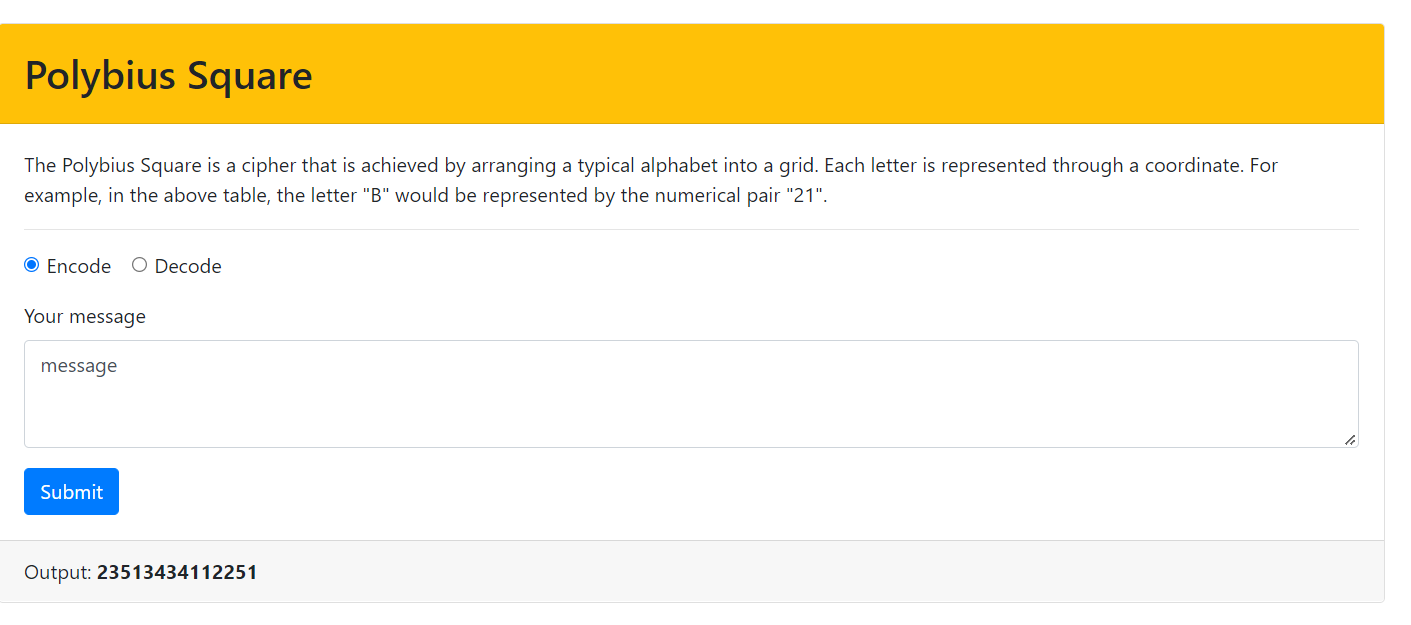 Polybius Square
The Polybius Square is a cipher that is achieved by arranging a typical alphabet into a grid. Each letter is represented through a coordinate. For
example, in the above table, the letter "B" would be represented by the numerical pair "21".
Encode Decode
Your message
message
Submit
Output: 23513434112251